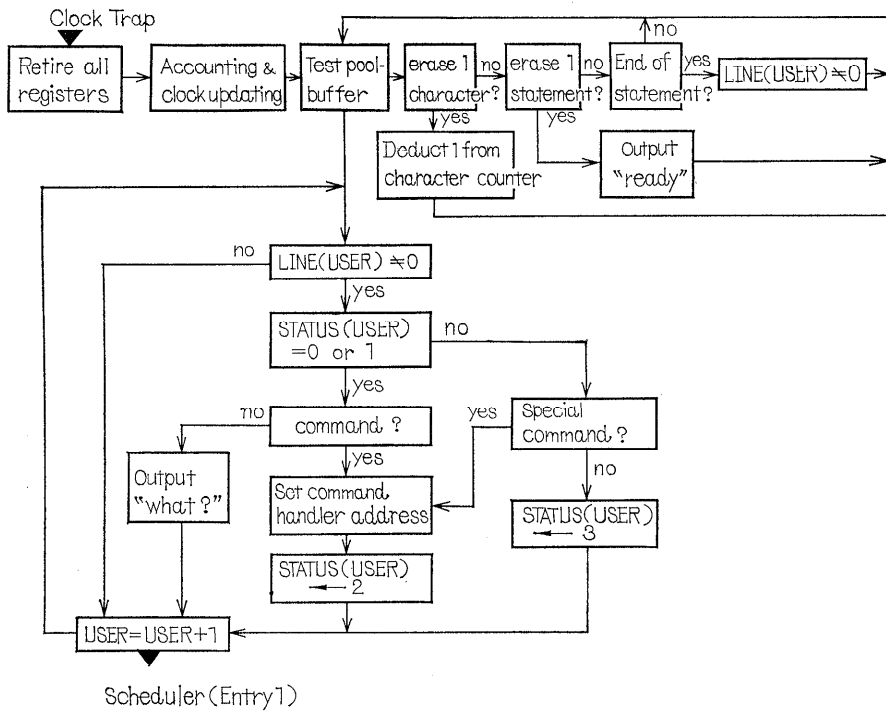 Clock Trap
Retire all
registers
Accounting &
clock updating
Test pool-
buffer
erase 1
character?
no
erase 1
statement?
no
End of
statement?
no
yes
LINE(USER) ≒0
yes
yes
Deduct 1 from
character counter
Output
"ready"
no
LINE(USER) ≒0
yes
STATUS(USER)
=0 or 1
no
yes
no
command ?
yes
Special
command ?
yes
no
Output
"what ?"
Set command
handler address
STATUS(USER)
← 3
STATUS(USER)
← 2
USER=USER+1
Scheduler (Entry 1)